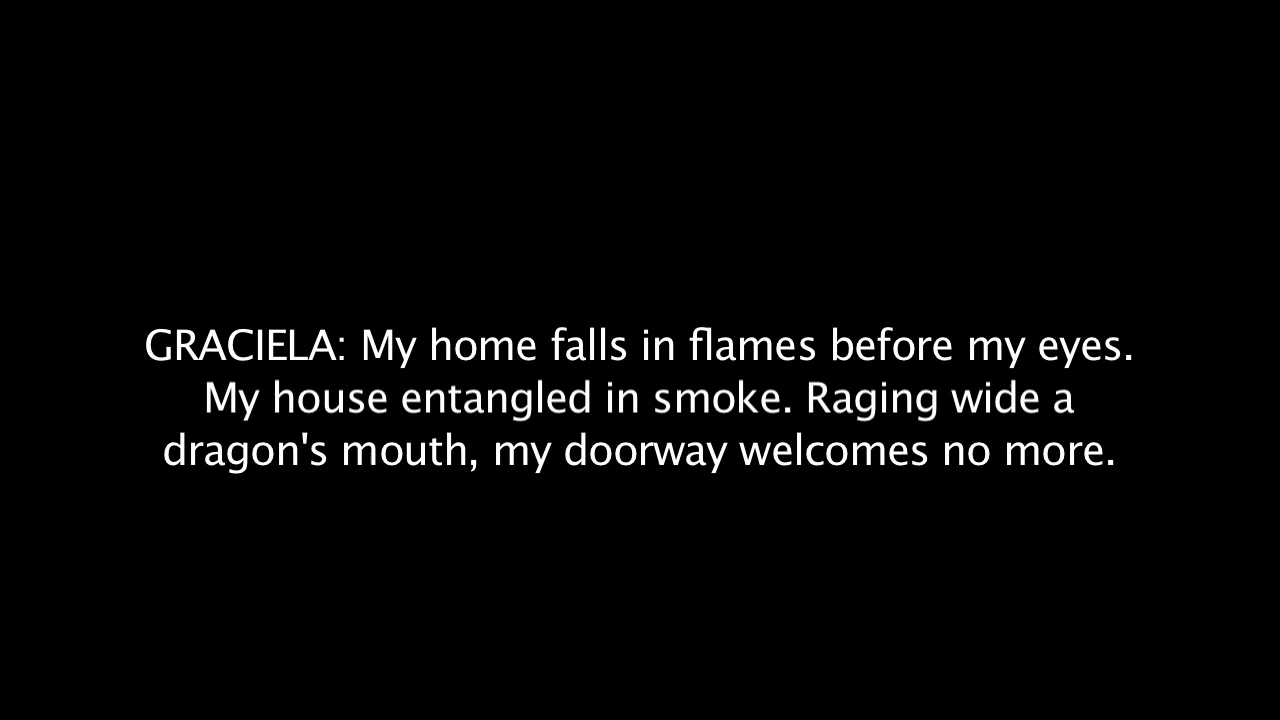 GRACIELA: My home falls in flames before my eyes.
My house entangled in smoke. Raging wide a
dragon's mouth, my doorway welcomes no more.